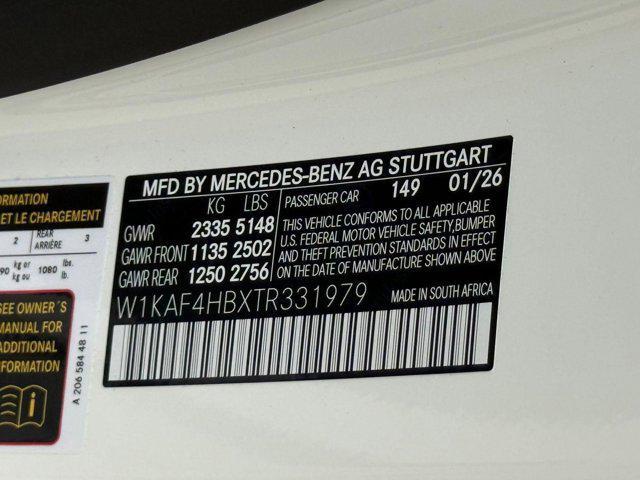 ORMATION
ET LE CHARGEMENT
2 REAR ARRIÈRE 3
90 kg or ou 1080 lbs. lb.
SEE OWNER'S
MANUAL FOR
ADDITIONAL
INFORMATION
A 206 584 48 11
MFD BY MERCEDES-BENZ AG STUTTGART
KG LBS
GVWR 2335 5148
GAWR FRONT 1135 2502
GAWR REAR 1250 2756
PASSENGER CAR 149 01/26
THIS VEHICLE CONFORMS TO ALL APPLICABLE
U.S. FEDERAL MOTOR VEHICLE SAFETY,BUMPER
AND THEFT PREVENTION STANDARDS IN EFFECT
ON THE DATE OF MANUFACTURE SHOWN ABOVE
W1KAF4HBXTR331979
MADE IN SOUTH AFRICA